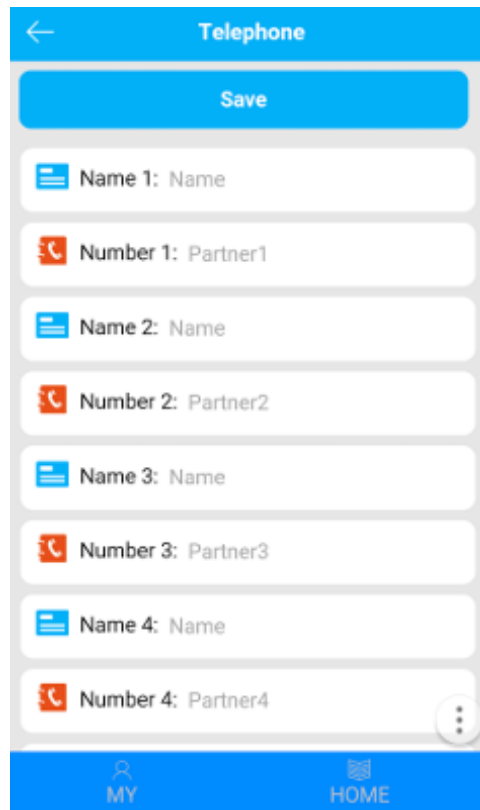 Telephone
Save
Name 1: Name
Number 1: Partner1
Name 2: Name
Number 2: Partner2
Name 3: Name
Number 3: Partner3
Name 4: Name
Number 4: Partner4
MY HOME